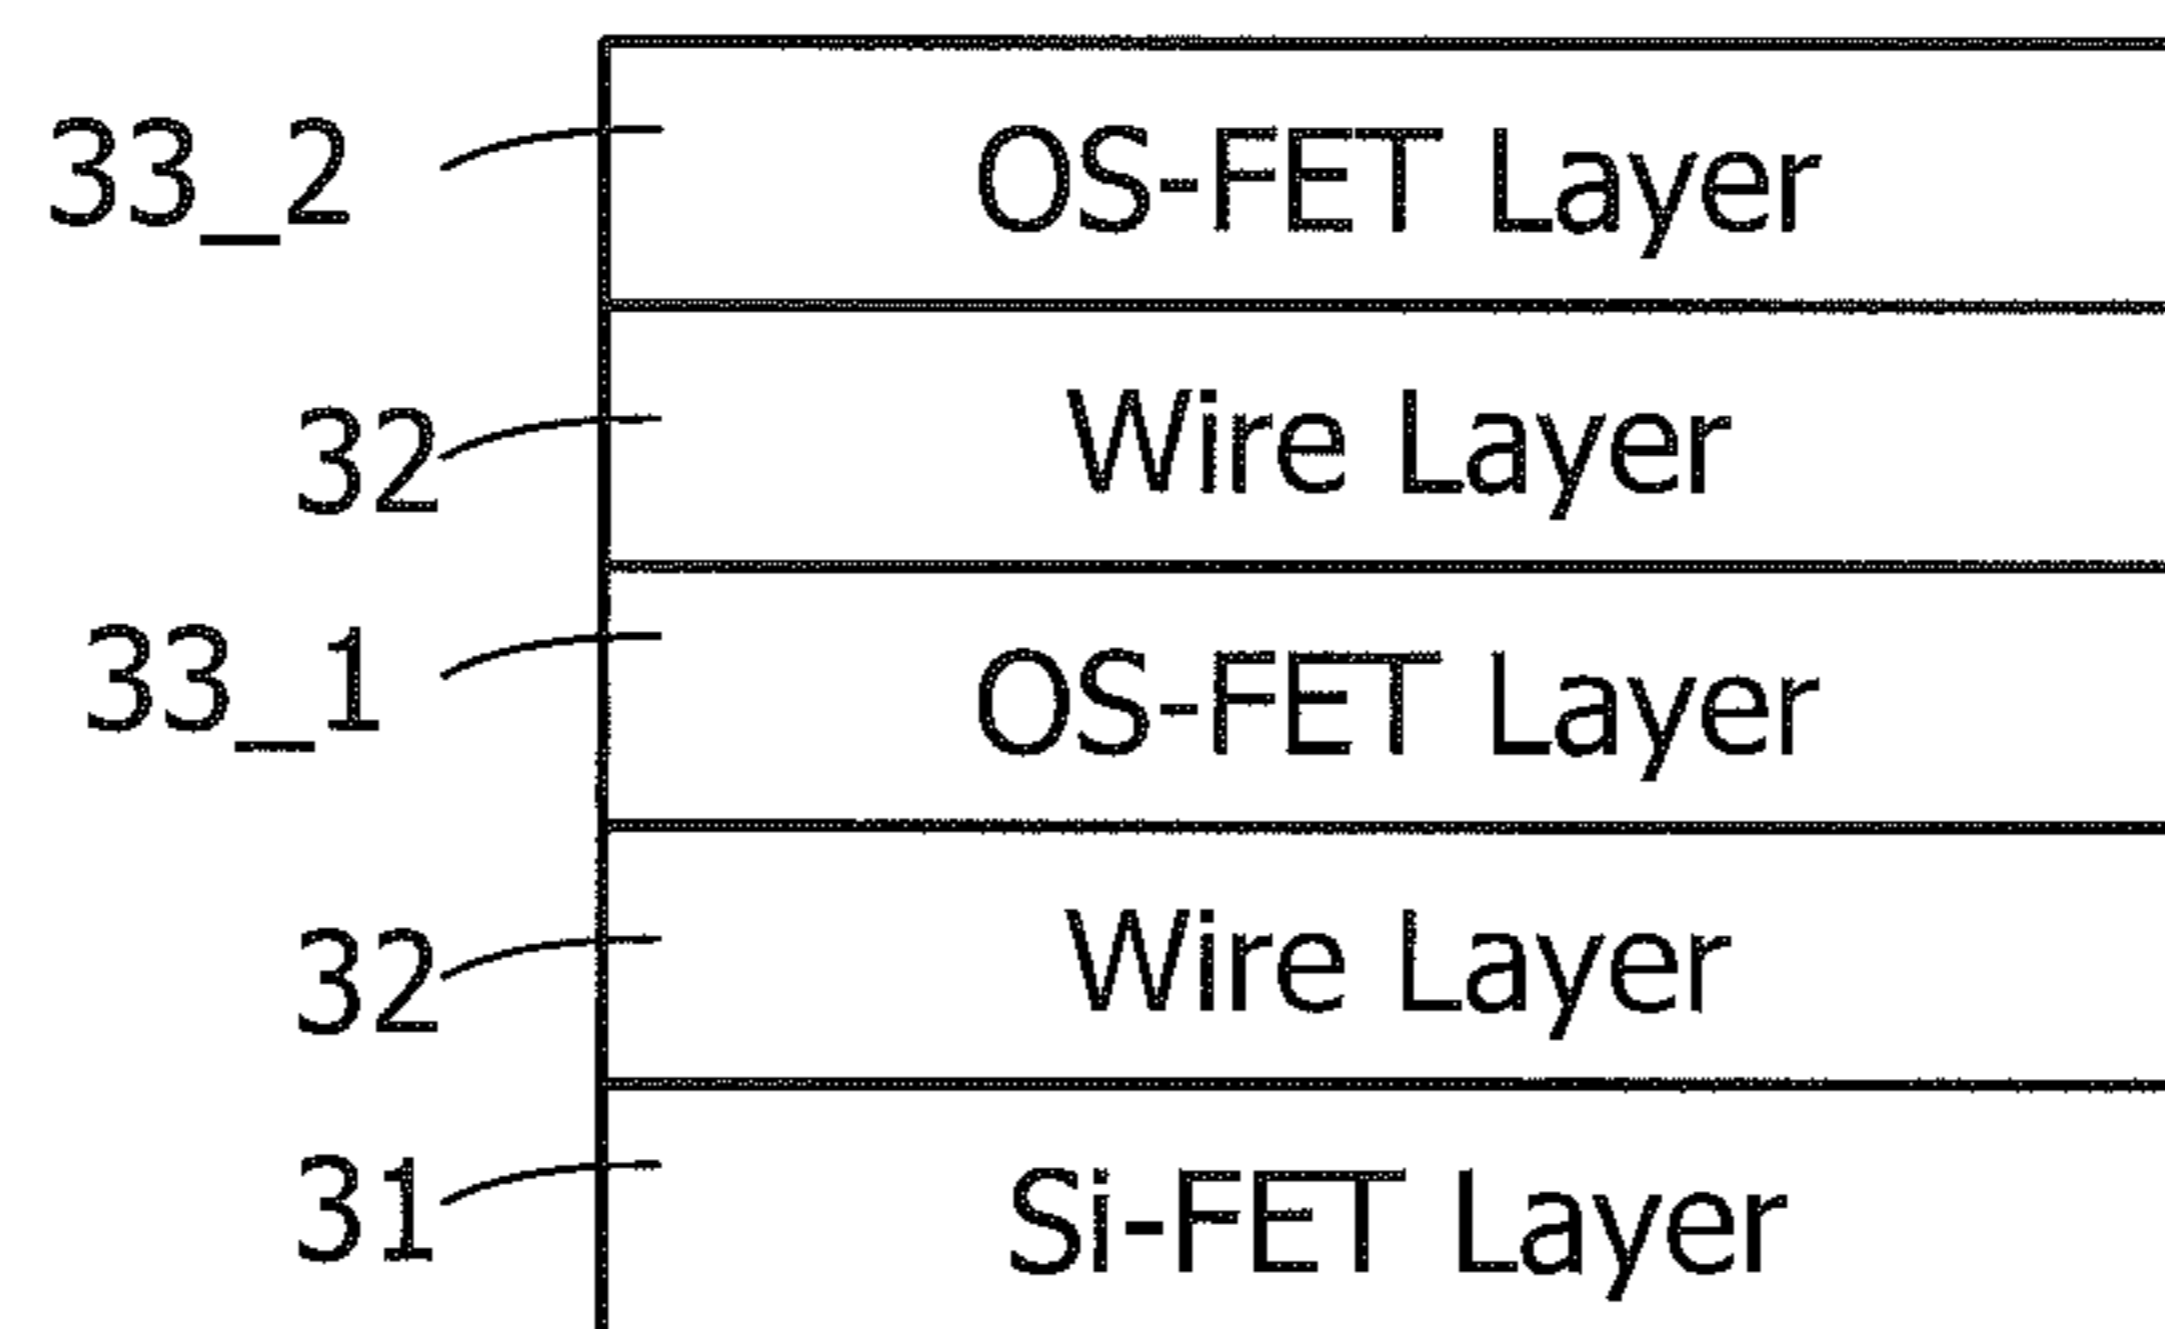 33_2 OS-FET Layer
32 Wire Layer
33_1 OS-FET Layer
32 Wire Layer
31 Si-FET Layer